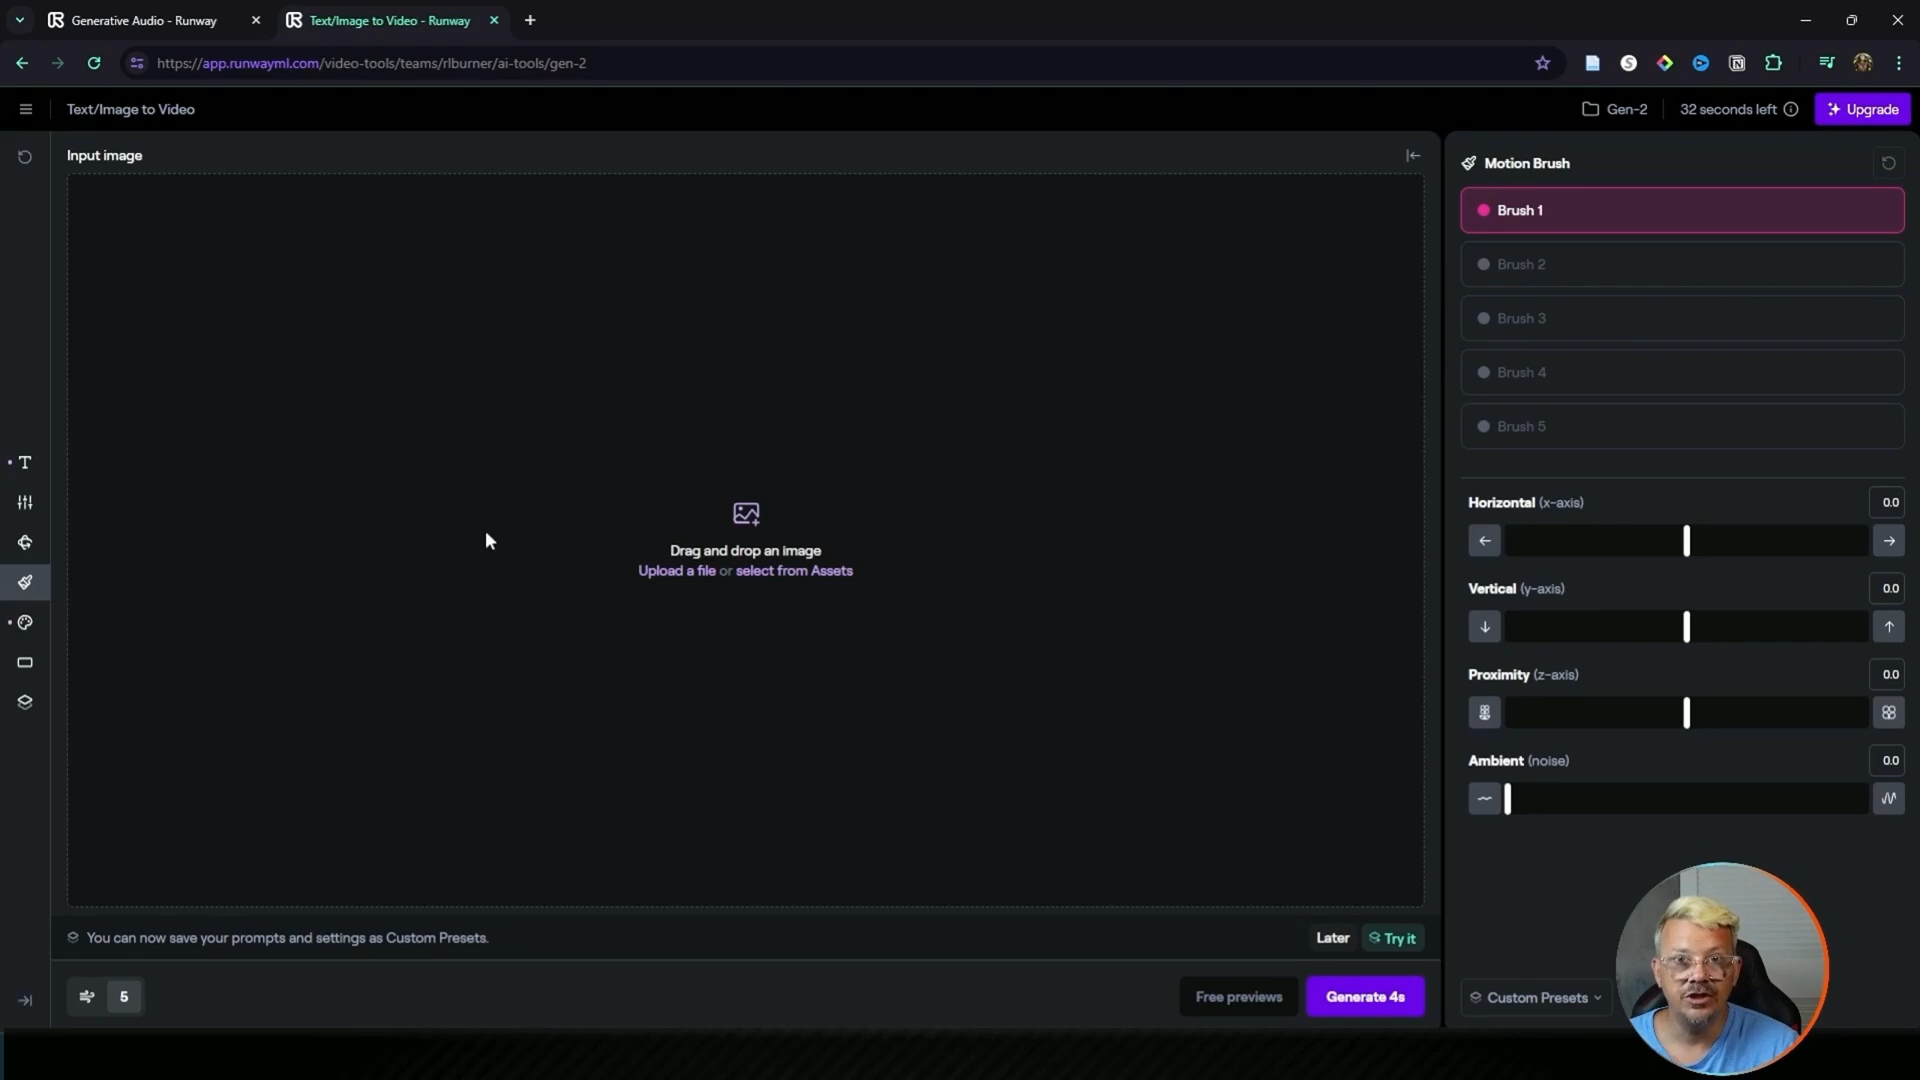 Generative Audio - Runway
Text/Image to Video - Runway
https://app.runwayml.com/video-tools/teams/rlburner/ai-tools/gen-2
Text/Image to Video
Gen-2
32 seconds left
Upgrade
Input image
Drag and drop an image
Upload a file or select from Assets
You can now save your prompts and settings as Custom Presets.
Later
Try it
5
Free previews
Generate 4s
Motion Brush
Brush 1
Brush 2
Brush 3
Brush 4
Brush 5
Horizontal (x-axis)
0.0
Vertical (y-axis)
0.0
Proximity (z-axis)
0.0
Ambient (noise)
0.0
Custom Presets